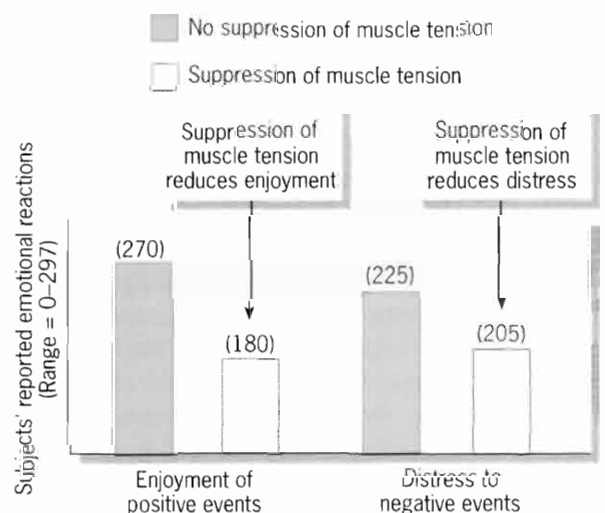 No suppression of muscle tension
Suppression of muscle tension
Suppression of
muscle tension
reduces enjoyment
Suppression of
muscle tension
reduces distress
Subjects' reported emotional reactions
(Range = 0–297)
(270)
(180)
(225)
(205)
Enjoyment of
positive events
Distress to
negative events